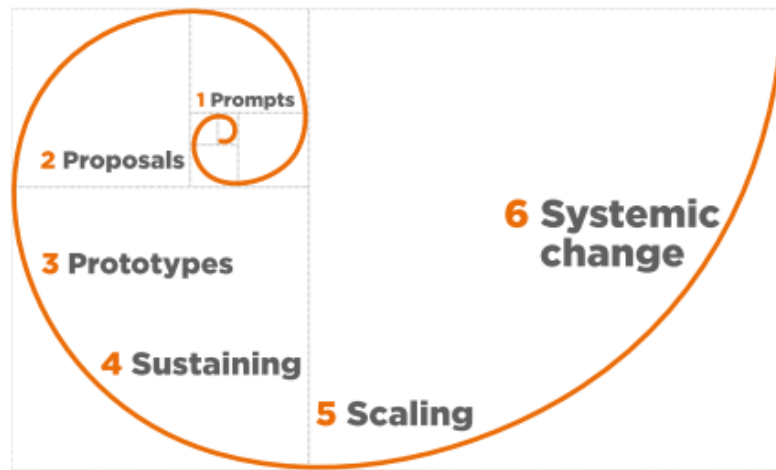 1 Prompts
2 Proposals
3 Prototypes
4 Sustaining
5 Scaling
6 Systemic
change